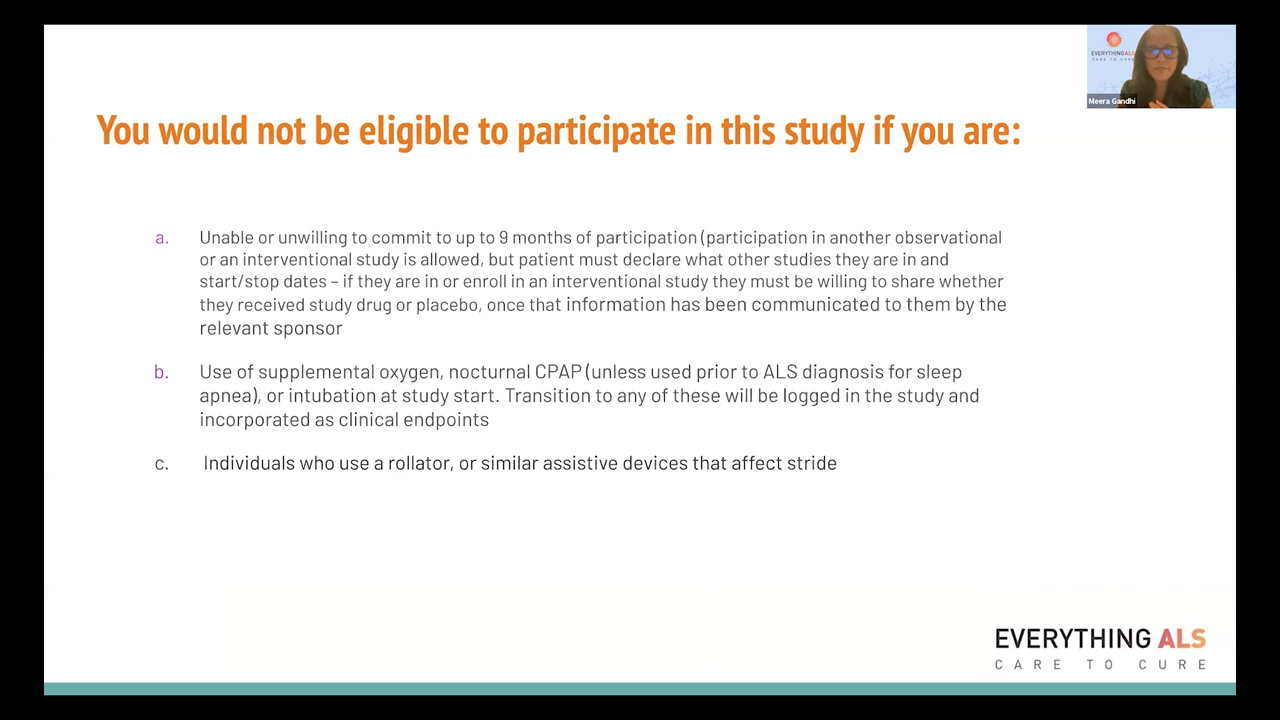 EVERYTHING ALS
CARE TO CURE
Meera Gandhi
You would not be eligible to participate in this study if you are:
a. Unable or unwilling to commit to up to 9 months of participation (participation in another observational
or an interventional study is allowed, but patient must declare what other studies they are in and
start/stop dates – if they are in or enroll in an interventional study they must be willing to share whether
they received study drug or placebo, once that information has been communicated to them by the
relevant sponsor
b. Use of supplemental oxygen, nocturnal CPAP (unless used prior to ALS diagnosis for sleep
apnea), or intubation at study start. Transition to any of these will be logged in the study and
incorporated as clinical endpoints
c. Individuals who use a rollator, or similar assistive devices that affect stride
EVERYTHING ALS
CARE TO CURE